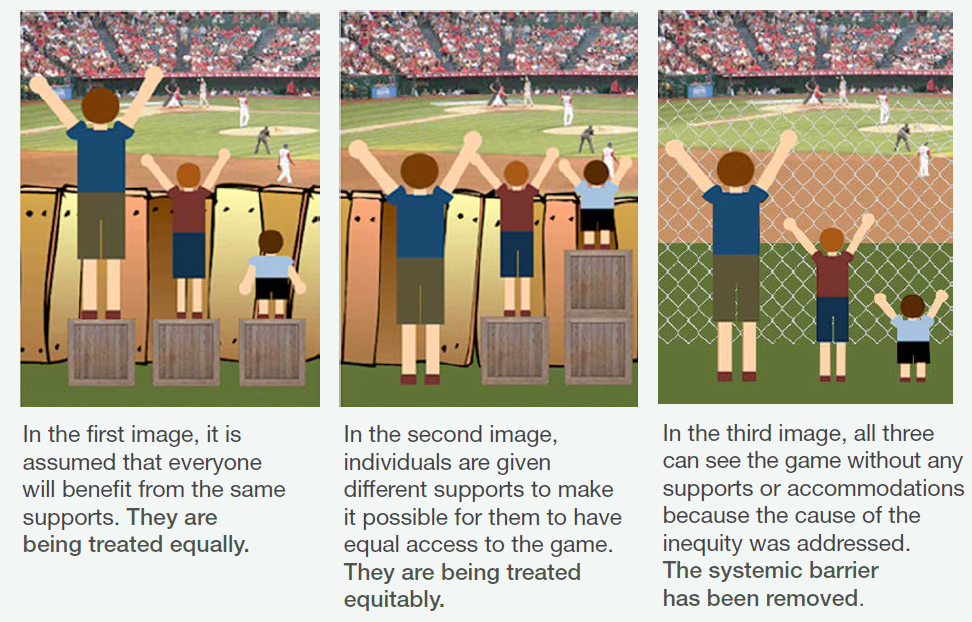 In the first image, it is
assumed that everyone
will benefit from the same
supports. They are
being treated equally.
In the second image,
individuals are given
different supports to make
it possible for them to have
equal access to the game.
They are being treated
equitably.
In the third image, all three
can see the game without any
supports or accommodations
because the cause of the
inequity was addressed.
The systemic barrier
has been removed.